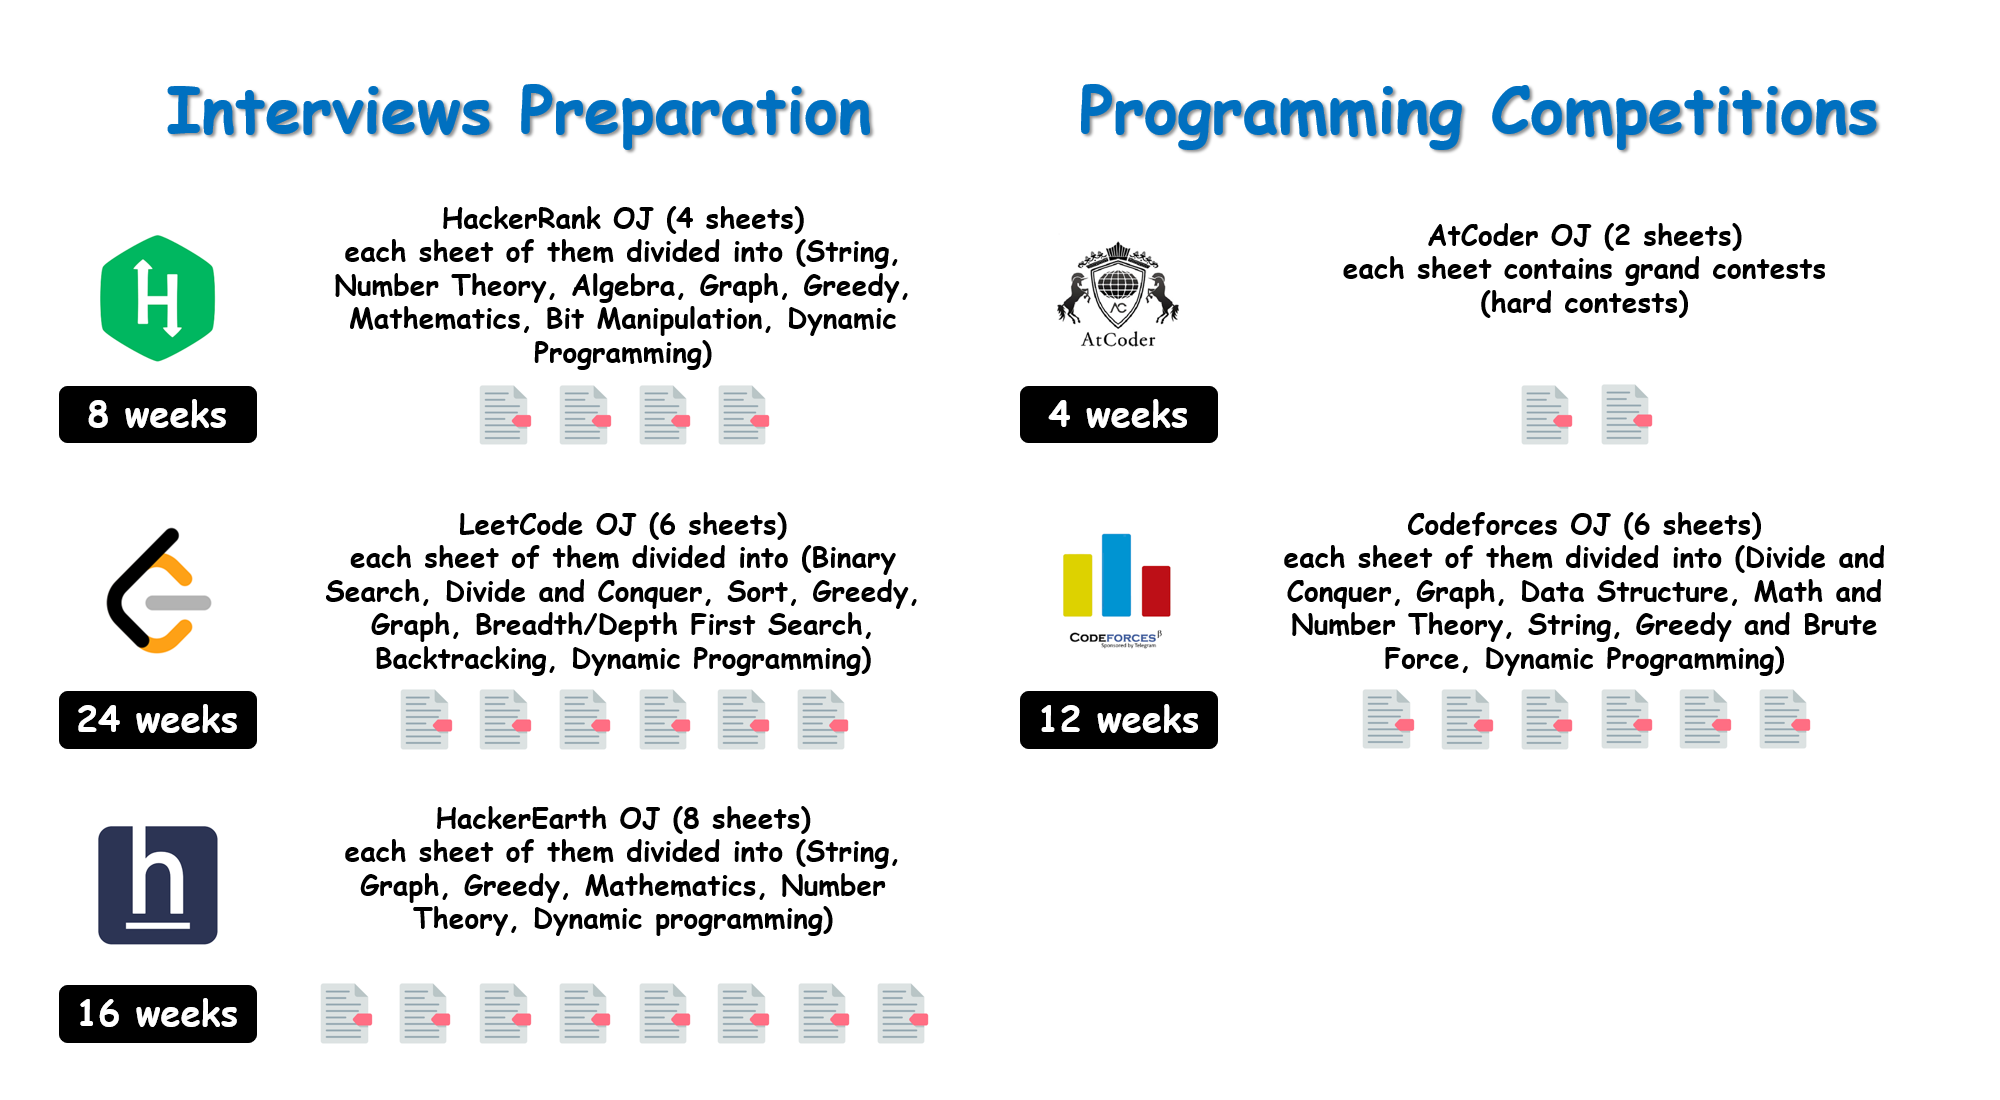 Interviews Preparation
HackerRank OJ (4 sheets)
each sheet of them divided into (String,
Number Theory, Algebra, Graph, Greedy,
Mathematics, Bit Manipulation, Dynamic
Programming)
H
8 weeks
LeetCode OJ (6 sheets)
each sheet of them divided into (Binary
Search, Divide and Conquer, Sort, Greedy,
Graph, Breadth/Depth First Search,
Backtracking, Dynamic Programming)
24 weeks
HackerEarth OJ (8 sheets)
each sheet of them divided into (String,
Graph, Greedy, Mathematics, Number
Theory, Dynamic programming)
h
16 weeks
Programming Competitions
AtCoder OJ (2 sheets)
each sheet contains grand contests
(hard contests)
AC
AtCoder
4 weeks
Codeforces OJ (6 sheets)
each sheet of them divided into (Divide and
Conquer, Graph, Data Structure, Math and
Number Theory, String, Greedy and Brute
Force, Dynamic Programming)
CODEFORCES β
Sponsored by Telegram
12 weeks